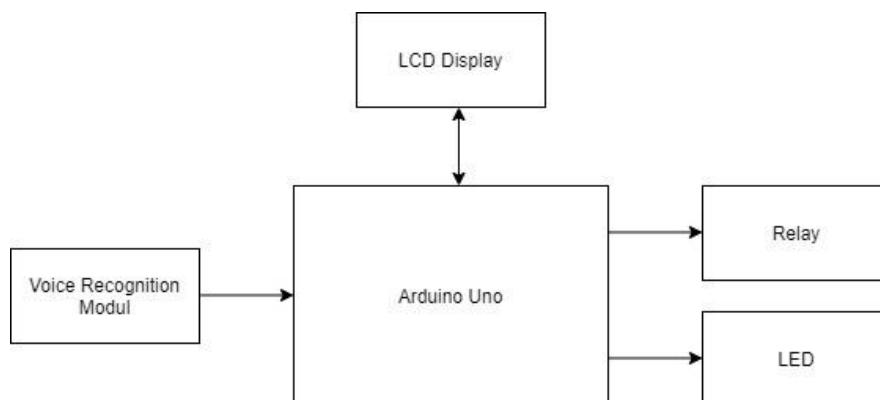 LCD Display
Voice Recognition
Modul
Arduino Uno
Relay
LED